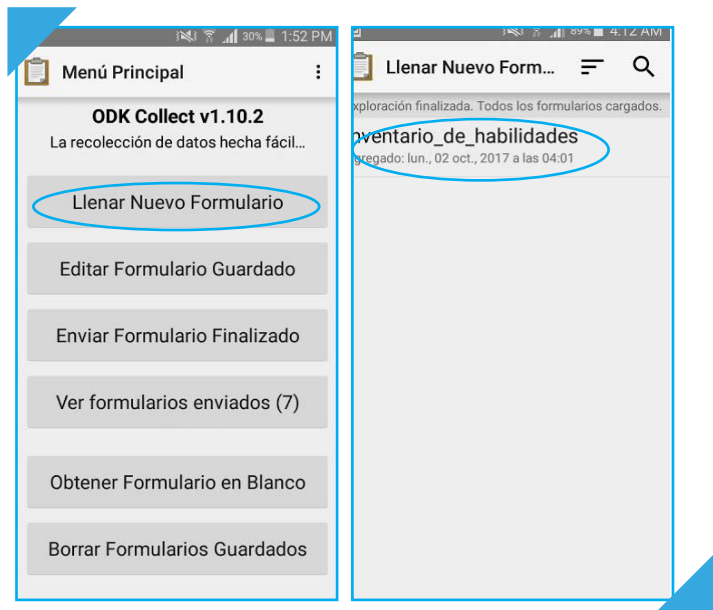 30% 1:52 PM
Menú Principal
ODK Collect v1.10.2
La recolección de datos hecha fácil...
Llenar Nuevo Formulario
Editar Formulario Guardado
Enviar Formulario Finalizado
Ver formularios enviados (7)
Obtener Formulario en Blanco
Borrar Formularios Guardados
89% 4:12 AM
Llenar Nuevo Form...
xploración finalizada. Todos los formularios cargados.
nventario_de_habilidades
gregado: lun., 02 oct., 2017 a las 04:01